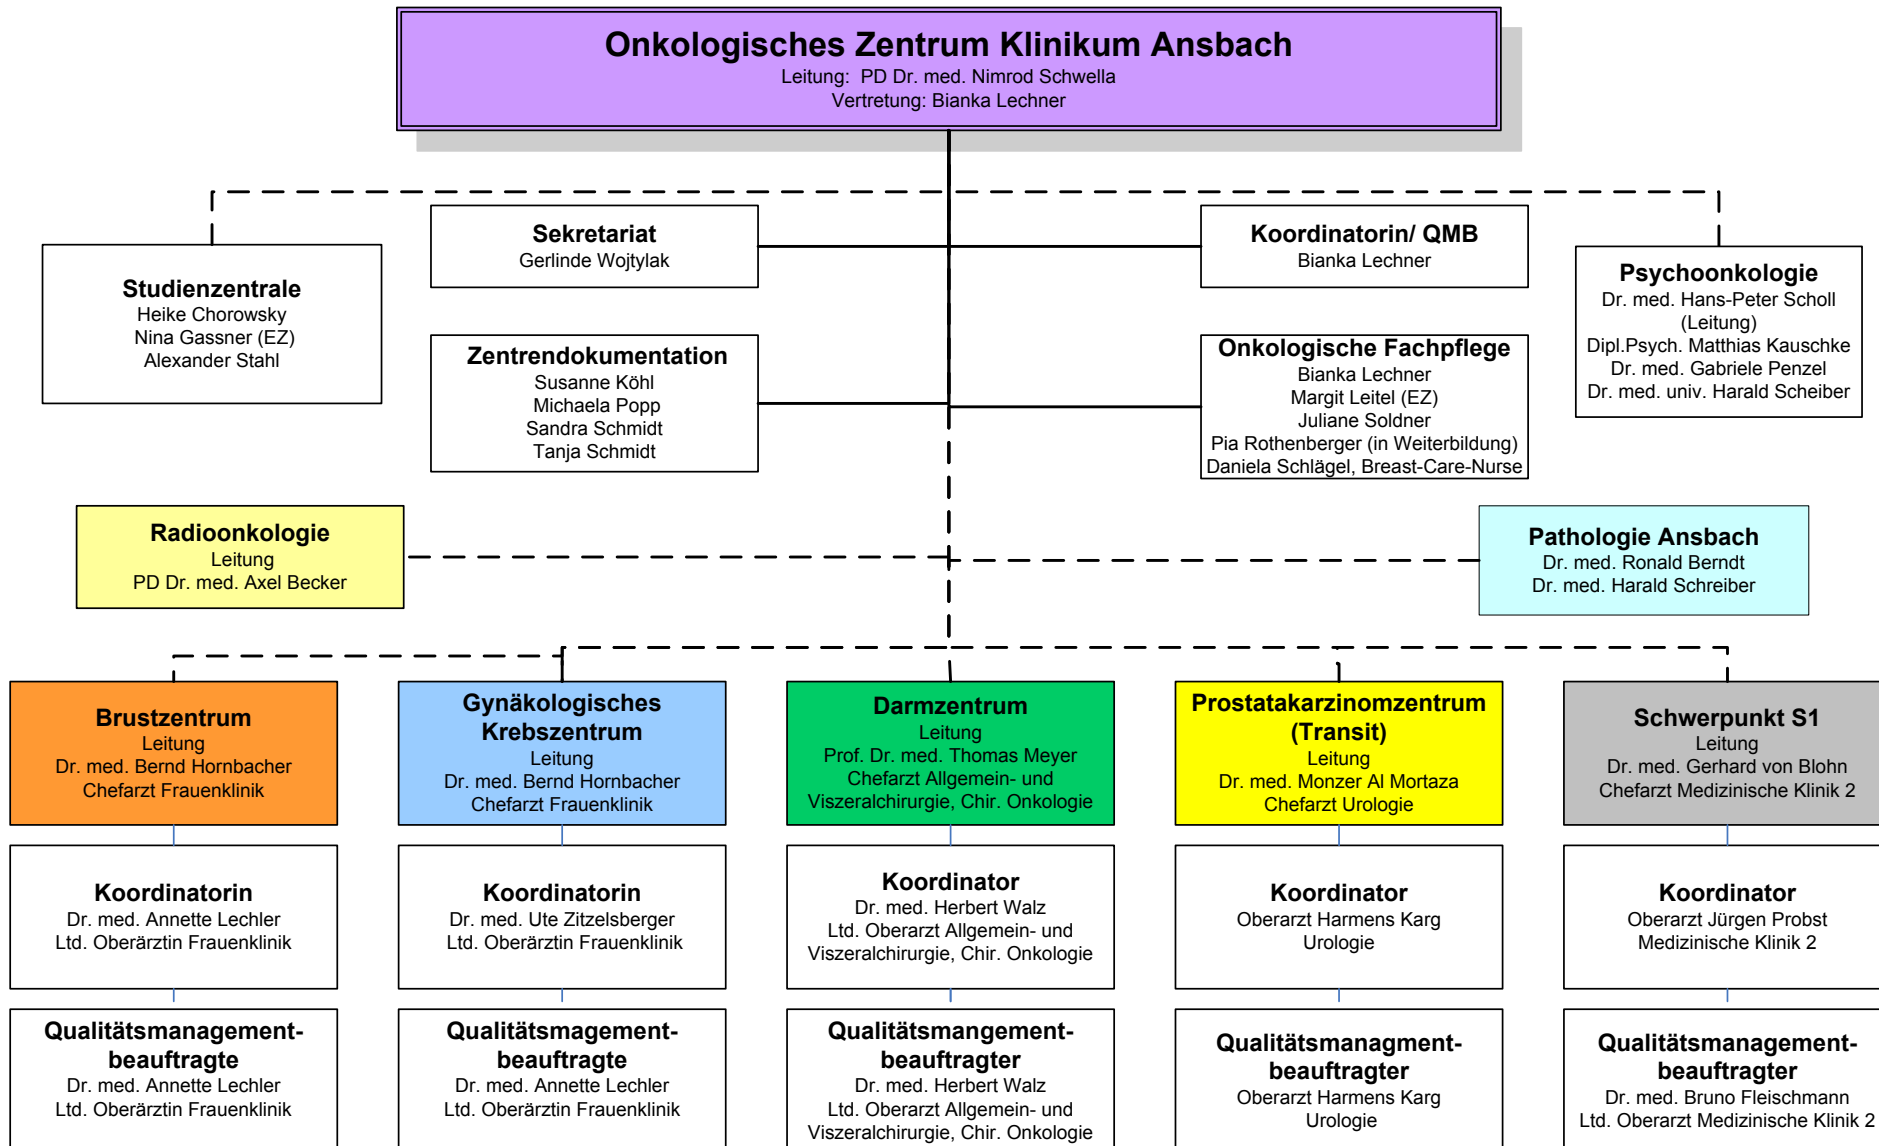 Onkologisches Zentrum Klinikum Ansbach
Leitung: PD Dr. med. Nimrod Schwella
Vertretung: Bianka Lechner
Sekretariat
Gerlinde Wojtylak
Koordinatorin/ QMB
Bianka Lechner
Studienzentrale
Heike Chorowsky
Nina Gassner (EZ)
Alexander Stahl
Psychoonkologie
Dr. med. Hans-Peter Scholl
(Leitung)
Dipl.Psych. Matthias Kauschke
Dr. med. Gabriele Penzel
Dr. med. univ. Harald Scheiber
Zentrendokumentation
Susanne Köhl
Michaela Popp
Sandra Schmidt
Tanja Schmidt
Onkologische Fachpflege
Bianka Lechner
Margit Leitel (EZ)
Juliane Soldner
Pia Rothenberger (in Weiterbildung)
Daniela Schlägel, Breast-Care-Nurse
Radioonkologie
Leitung
PD Dr. med. Axel Becker
Pathologie Ansbach
Dr. med. Ronald Berndt
Dr. med. Harald Schreiber
Brustzentrum
Leitung
Dr. med. Bernd Hornbacher
Chefarzt Frauenklinik
Gynäkologisches
Krebszentrum
Leitung
Dr. med. Bernd Hornbacher
Chefarzt Frauenklinik
Darmzentrum
Leitung
Prof. Dr. med. Thomas Meyer
Chefarzt Allgemein- und
Viszeralchirurgie, Chir. Onkologie
Prostatakarzinomzentrum
(Transit)
Leitung
Dr. med. Monzer Al Mortaza
Chefarzt Urologie
Schwerpunkt S1
Leitung
Dr. med. Gerhard von Blohn
Chefarzt Medizinische Klinik 2
Koordinatorin
Dr. med. Annette Lechler
Ltd. Oberärztin Frauenklinik
Koordinatorin
Dr. med. Ute Zitzelsberger
Ltd. Oberärztin Frauenklinik
Koordinator
Dr. med. Herbert Walz
Ltd. Oberarzt Allgemein- und
Viszeralchirurgie, Chir. Onkologie
Koordinator
Oberarzt Harmens Karg
Urologie
Koordinator
Oberarzt Jürgen Probst
Medizinische Klinik 2
Qualitätsmanagement-
beauftragte
Dr. med. Annette Lechler
Ltd. Oberärztin Frauenklinik
Qualitätsmagement-
beauftragte
Dr. med. Annette Lechler
Ltd. Oberärztin Frauenklinik
Qualitätsmangement-
beauftragter
Dr. med. Herbert Walz
Ltd. Oberarzt Allgemein- und
Viszeralchirurgie, Chir. Onkologie
Qualitätsmanagment-
beauftragter
Oberarzt Harmens Karg
Urologie
Qualitätsmanagement-
beauftragter
Dr. med. Bruno Fleischmann
Ltd. Oberarzt Medizinische Klinik 2